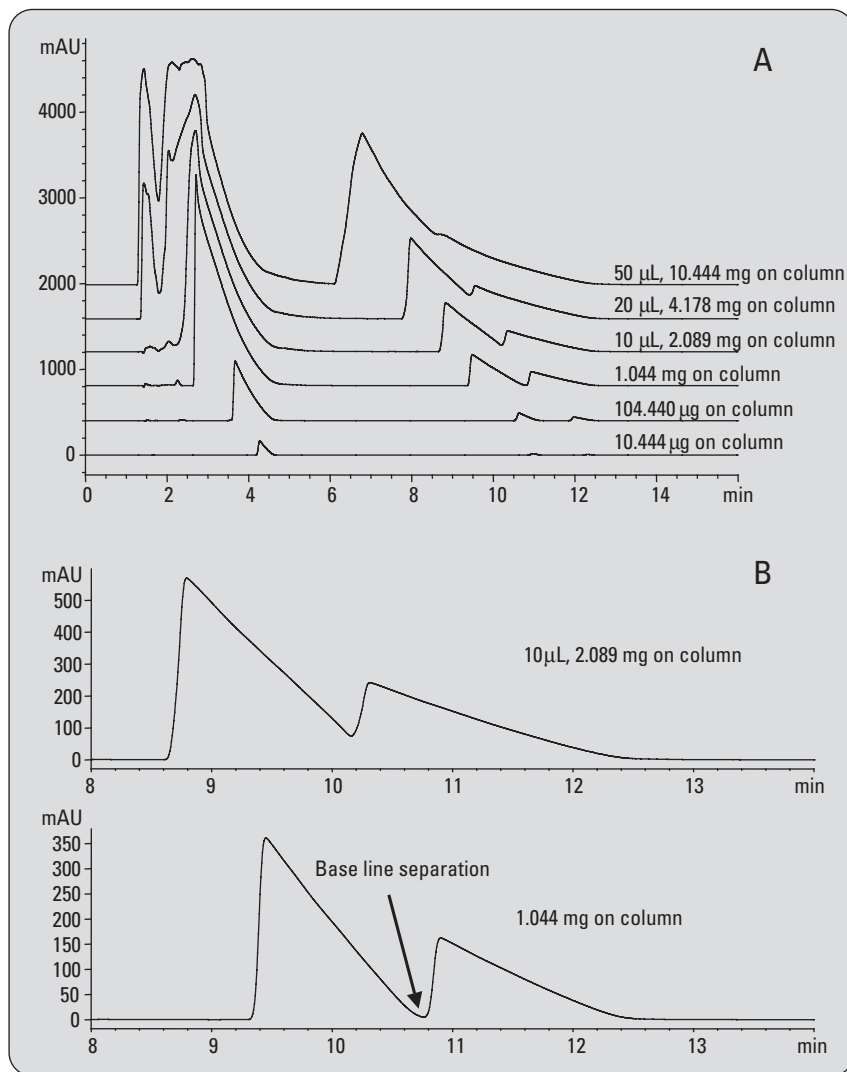 mAU
A
4000
3000
2000
1000
0
50 µL, 10.444 mg on column
20 µL, 4.178 mg on column
10 µL, 2.089 mg on column
1.044 mg on column
104.440 µg on column
10.444 µg on column
0 2 4 6 8 10 12 14 min
B
mAU
500
400
300
200
100
0
10µL, 2.089 mg on column
8 9 10 11 12 13 min
mAU
350
300
250
200
150
100
50
0
Base line separation
1.044 mg on column
8 9 10 11 12 13 min